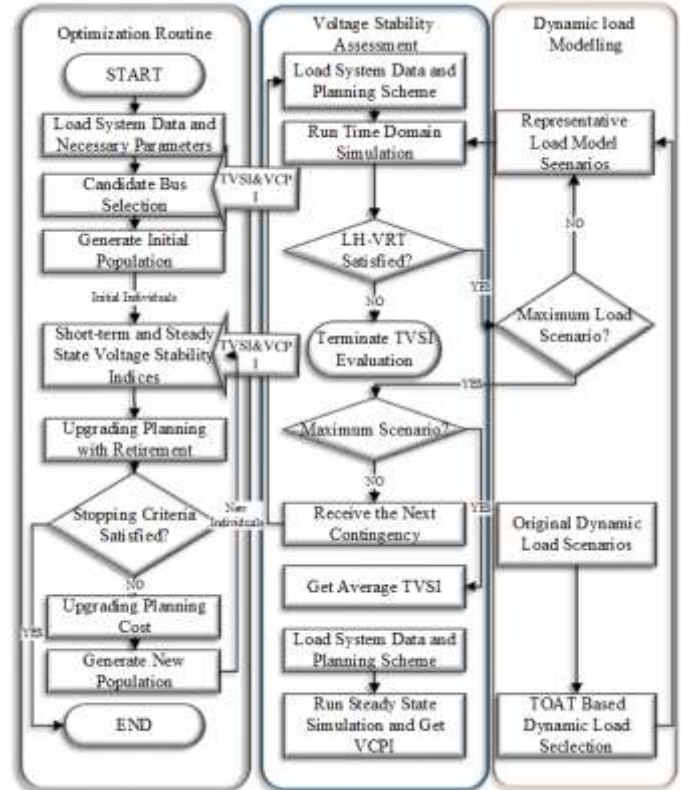 Optimization Routine
START
Load System Data and
Necessary Parameters
Candidate Bus
Selection
TVSI&VCP
I
Generate Initial
Population
Initial Individuals
Short-term and Steady
State Voltage Stability
Indices
TVSI&VCP
I
Upgrading Planning
with Retirement
Stopping Criteria
Satisfied?
New
Individuals
NO
YES
Upgrading Planning
Cost
Generate New
Population
END
Voltage Stability
Assessment
Load System Data and
Planning Scheme
Run Time Domain
Simulation
LH-VRT
Satisfied?
YES
NO
Terminate TVSI
Evaluation
YES
Maximum Scenario?
NO
YES
Receive the Next
Contingency
Get Average TVSI
Load System Data and
Planning Scheme
Run Steady State
Simulation and Get
VCPI
Dynamic load
Modelling
Representative
Load Model
Seenarios
NO
Maximum Load
Scenario?
Original Dynamic
Load Scenarios
TOAT Based
Dynamic Load
Seclection